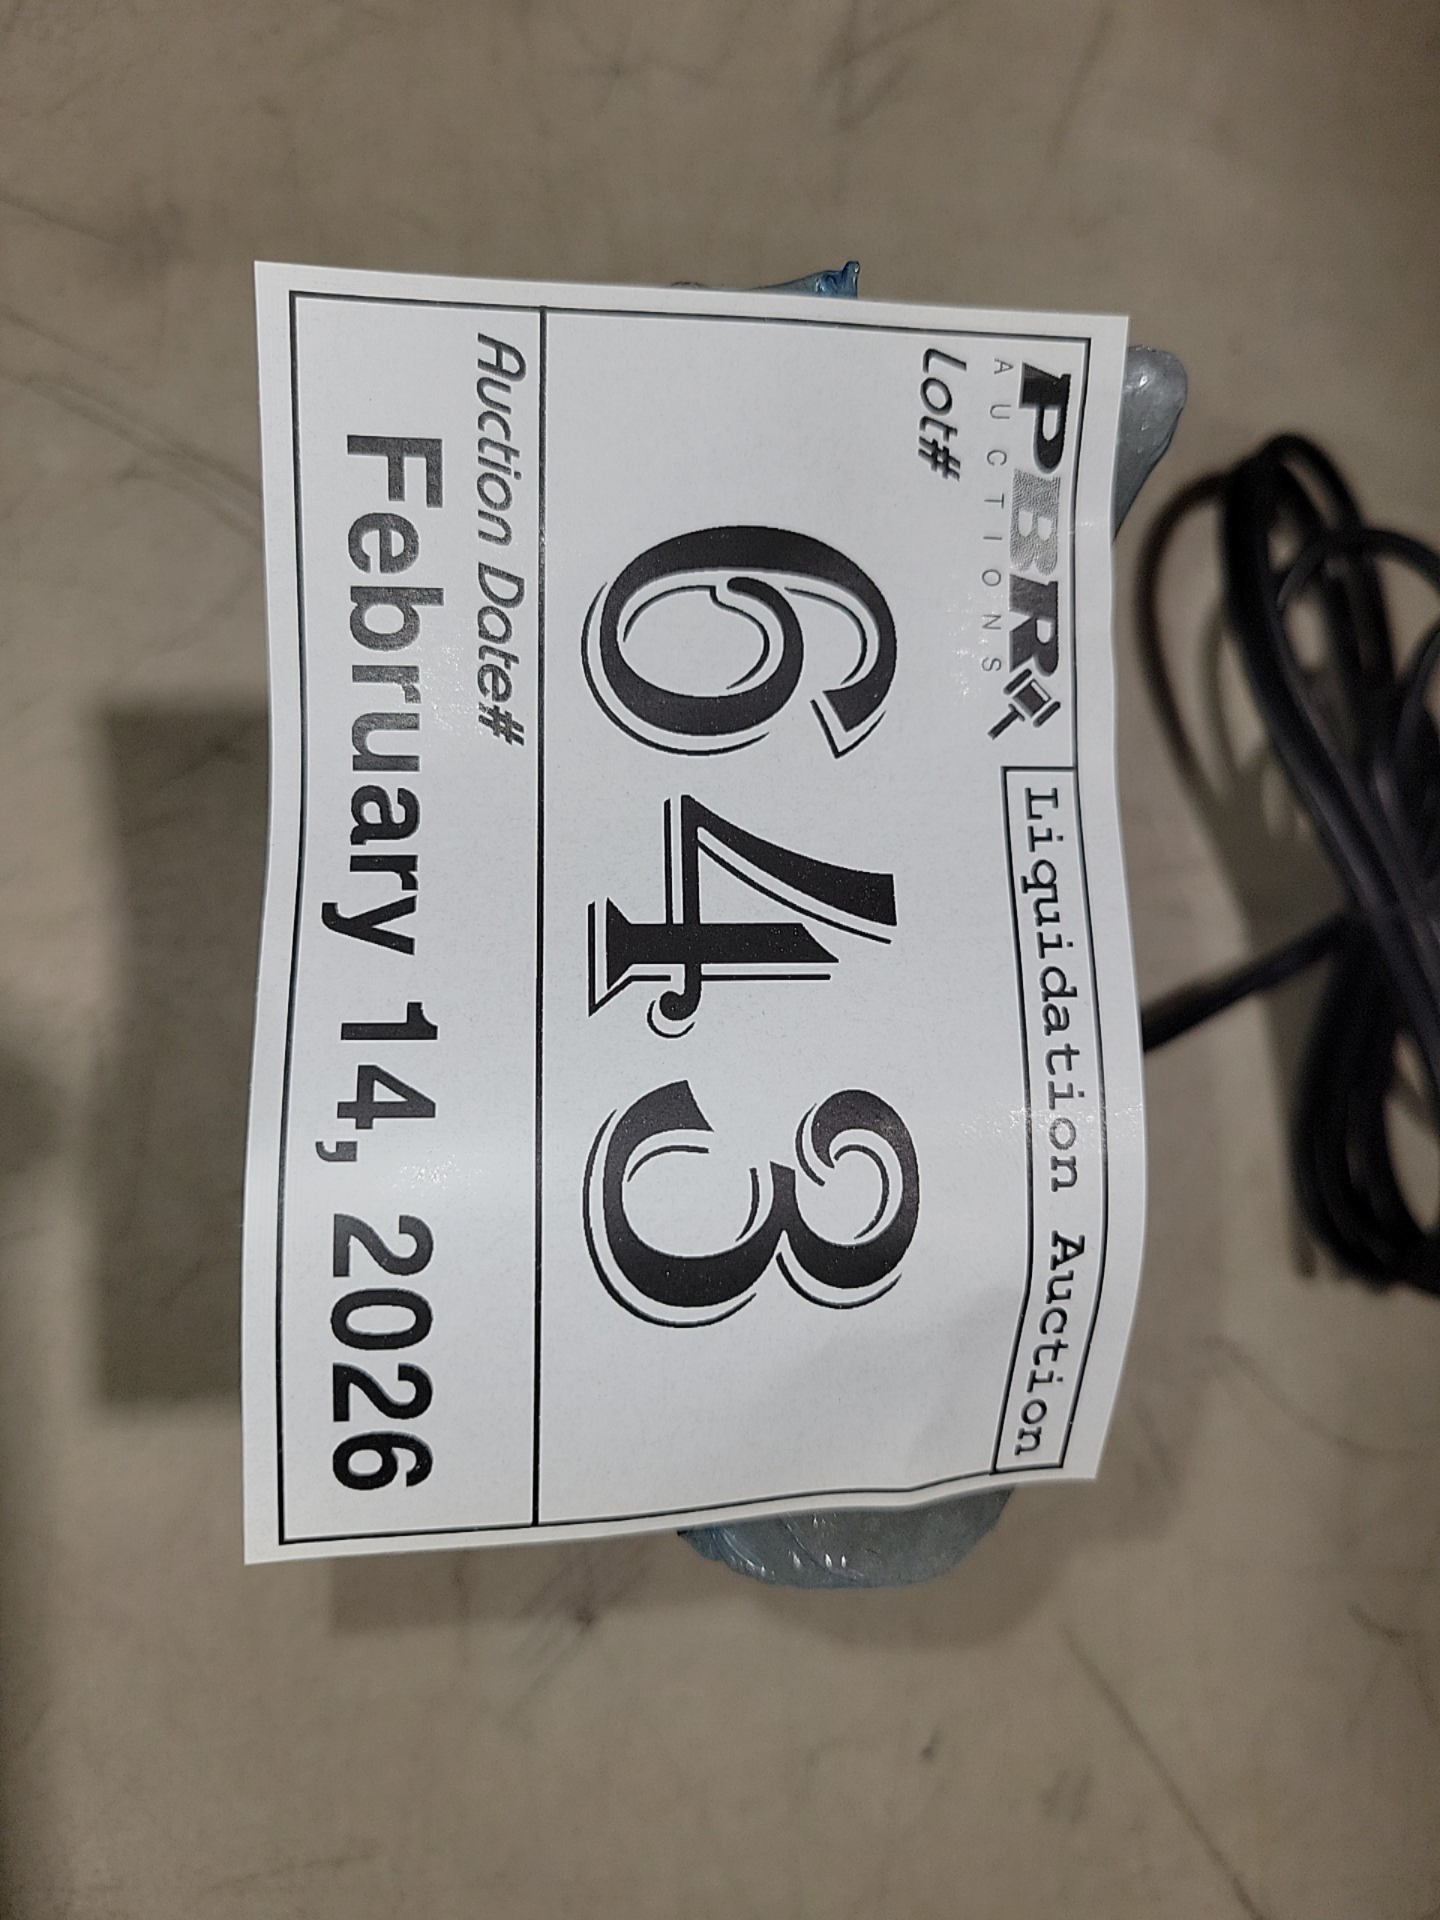 PBR
AUCTIONS
Liquidation Auction
Lot#
643
Auction Date#
February 14, 2026